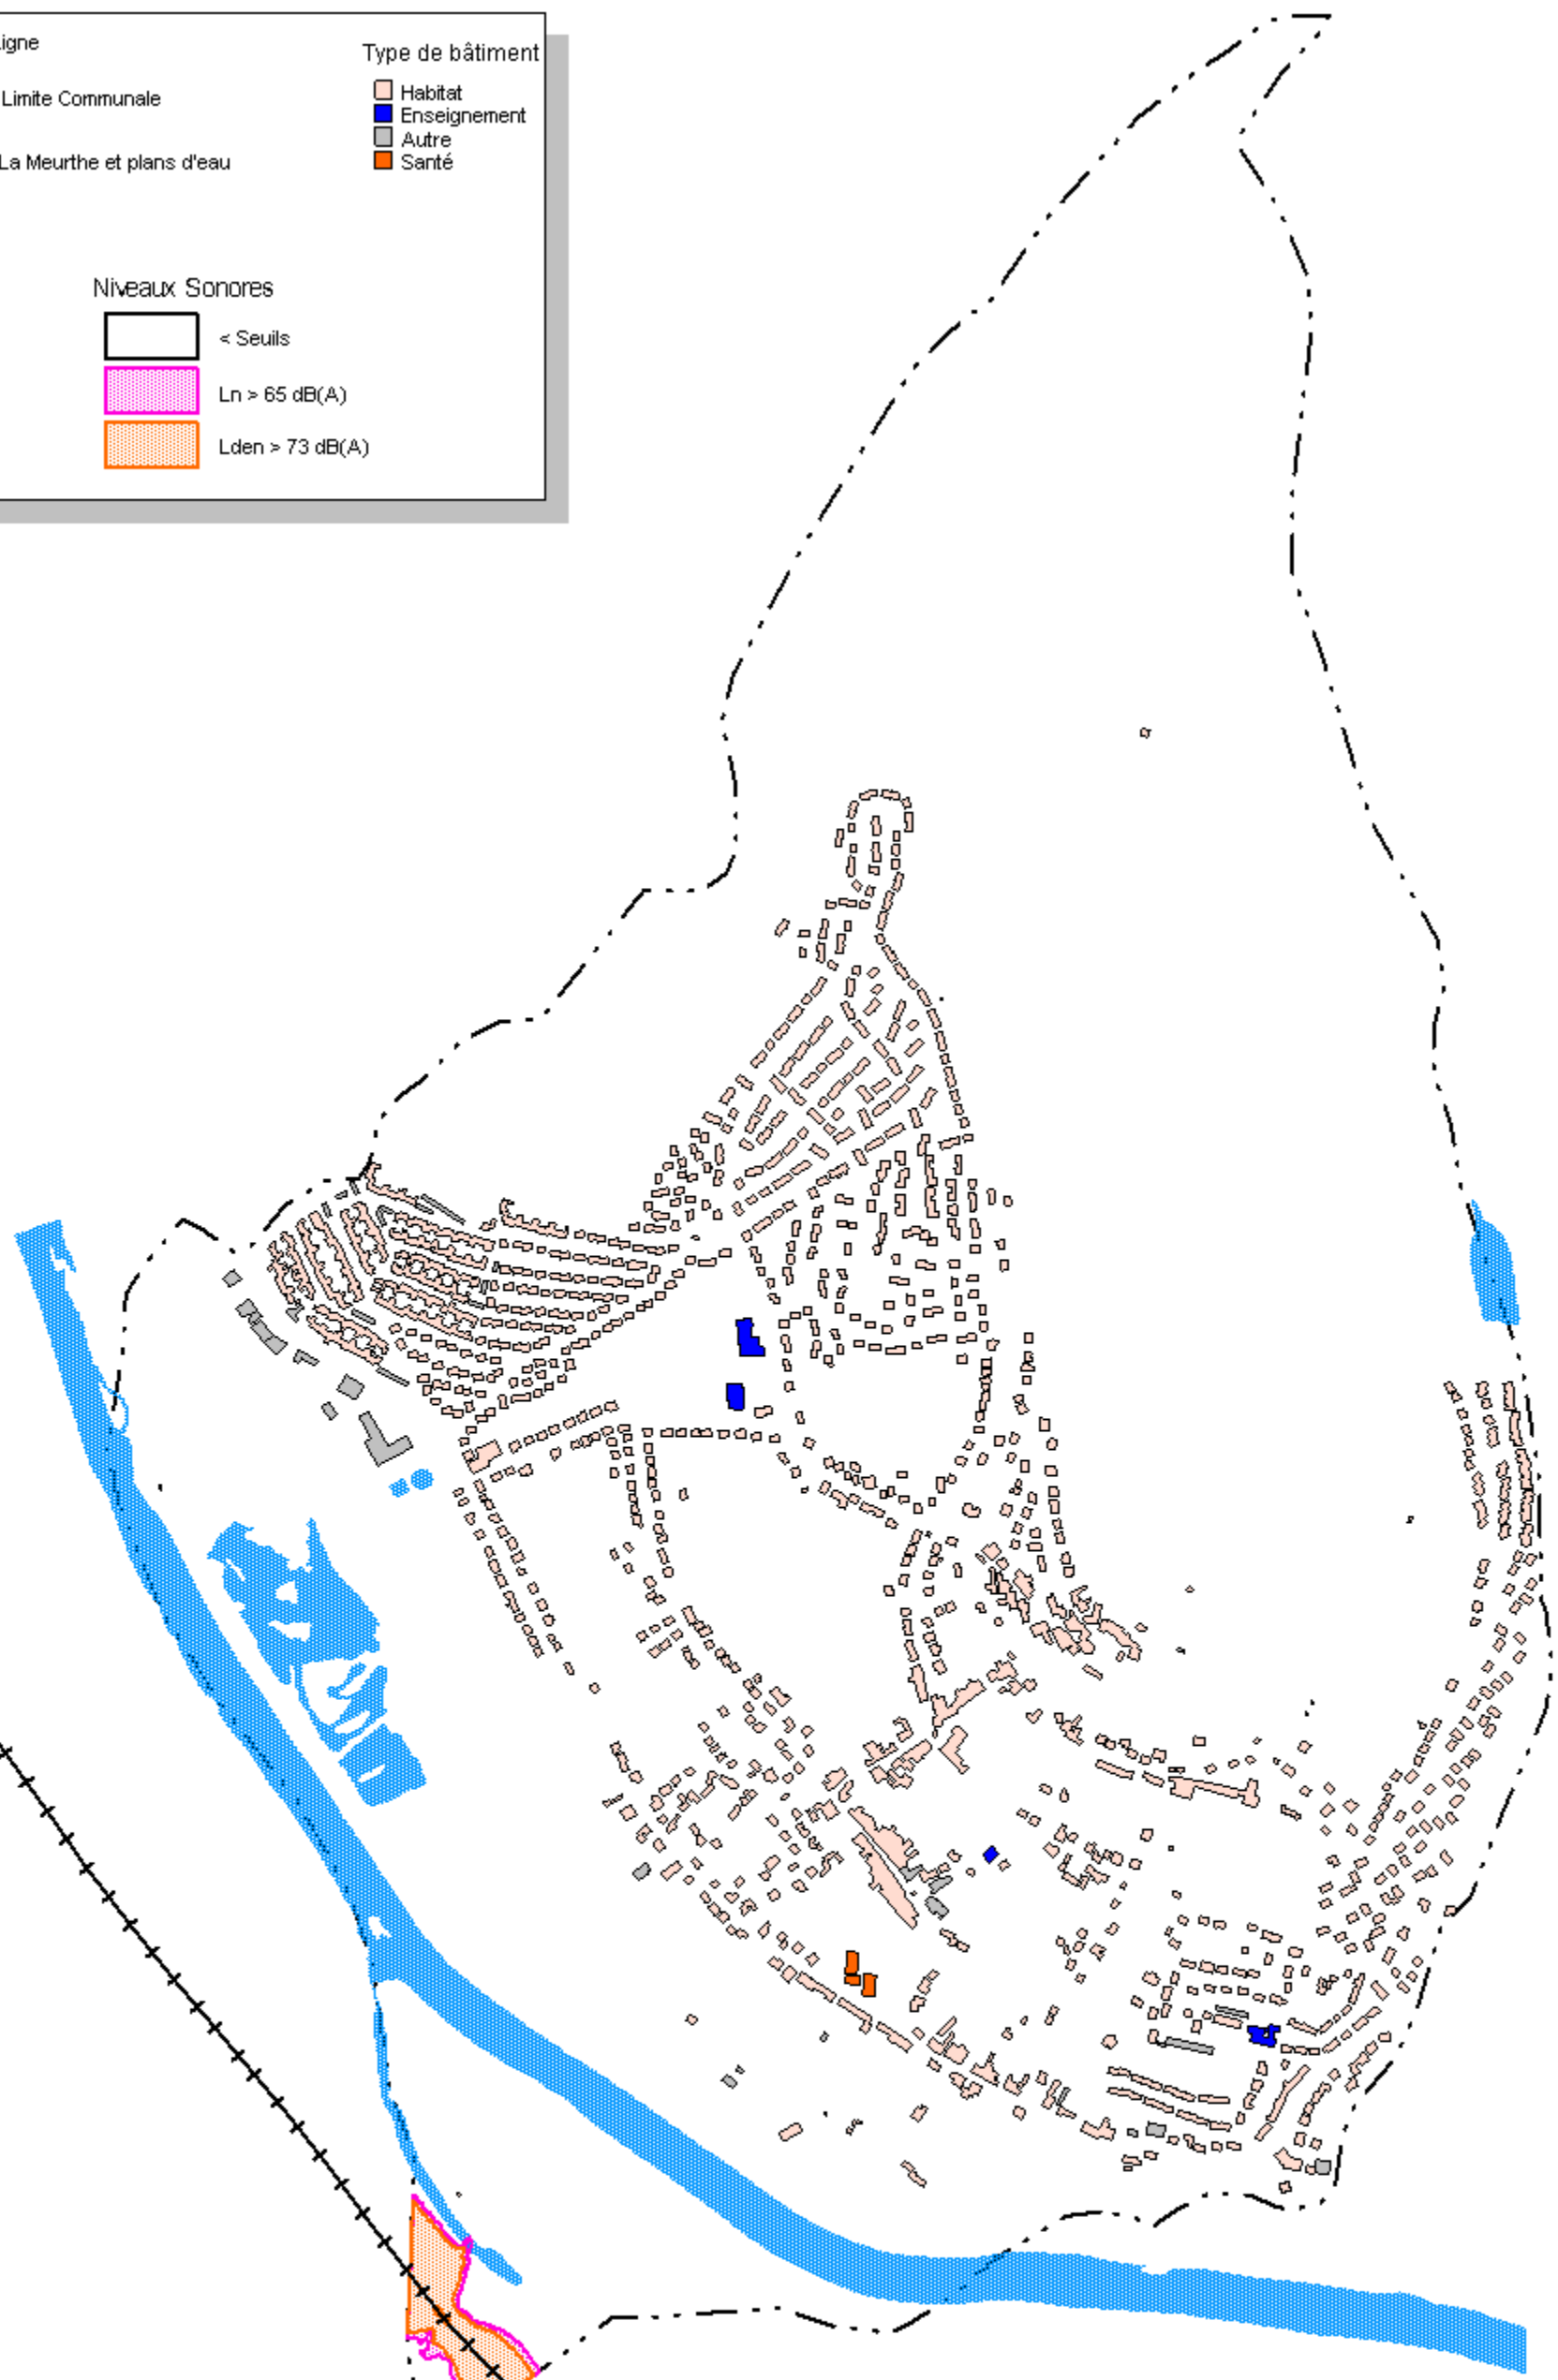 Limite Communale
La Meurthe et plans d'eau
Type de bâtiment
Habitat
Enseignement
Autre
Santé
Niveaux Sonores
< Seuils
Ln > 65 dB(A)
Lden > 73 dB(A)